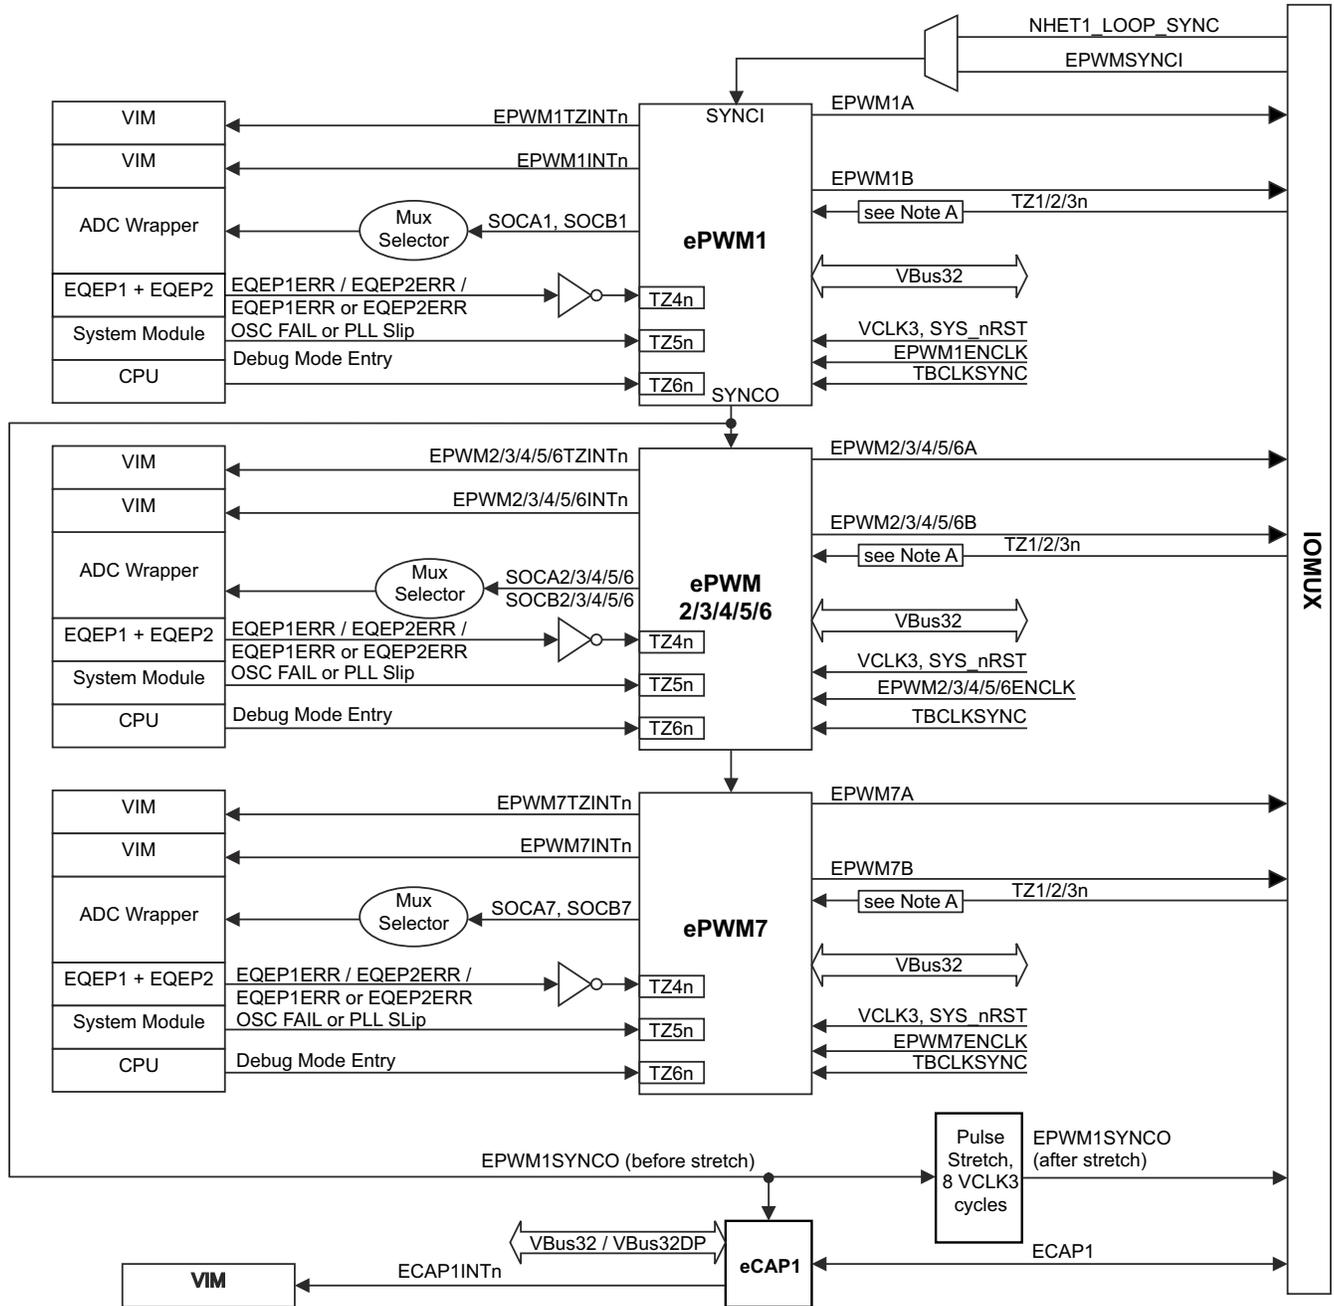 NHET1_LOOP_SYNC
EPWMSYNCI
VIM
EPWM1TZINTn
SYNCI
EPWM1A
VIM
EPWM1INTn
EPWM1B
TZ1/2/3n
see Note A
ADC Wrapper
Mux
Selector
SOCA1, SOCB1
ePWM1
VBus32
EQEP1 + EQEP2
EQEP1ERR / EQEP2ERR /
EQEP1ERR or EQEP2ERR
TZ4n
System Module
OSC FAIL or PLL Slip
TZ5n
VCLK3, SYS_nRST
EPWM1ENCLK
TBCLKSYNC
CPU
Debug Mode Entry
TZ6n
SYNCO
VIM
EPWM2/3/4/5/6TZINTn
EPWM2/3/4/5/6A
VIM
EPWM2/3/4/5/6INTn
EPWM2/3/4/5/6B
TZ1/2/3n
see Note A
ADC Wrapper
Mux
Selector
SOCA2/3/4/5/6
SOCB2/3/4/5/6
ePWM
2/3/4/5/6
VBus32
IOMUX
EQEP1 + EQEP2
EQEP1ERR / EQEP2ERR /
EQEP1ERR or EQEP2ERR
TZ4n
System Module
OSC FAIL or PLL Slip
TZ5n
VCLK3, SYS_nRST
EPWM2/3/4/5/6ENCLK
TBCLKSYNC
CPU
Debug Mode Entry
TZ6n
VIM
EPWM7TZINTn
EPWM7A
VIM
EPWM7INTn
EPWM7B
TZ1/2/3n
see Note A
ADC Wrapper
Mux
Selector
SOCA7, SOCB7
ePWM7
VBus32
EQEP1 + EQEP2
EQEP1ERR / EQEP2ERR /
EQEP1ERR or EQEP2ERR
TZ4n
System Module
OSC FAIL or PLL SLip
TZ5n
VCLK3, SYS_nRST
EPWM7ENCLK
TBCLKSYNC
CPU
Debug Mode Entry
TZ6n
EPWM1SYNCO (before stretch)
Pulse
Stretch,
8 VCLK3
cycles
EPWM1SYNCO
(after stretch)
VBus32 / VBus32DP
eCAP1
ECAP1
VIM
ECAP1INTn